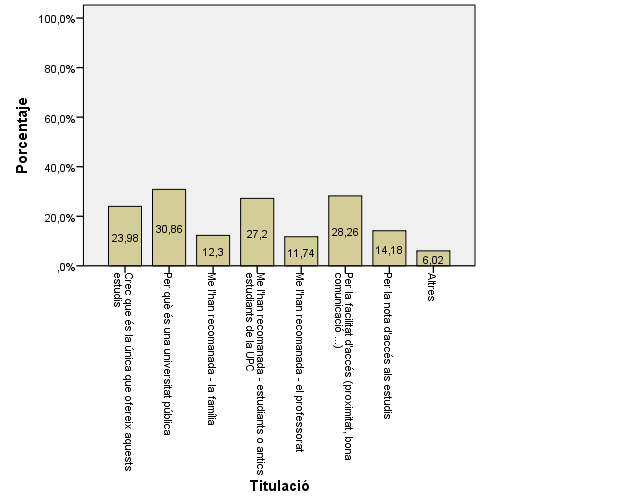 100,0%
80,0%
60,0%
40,0%
20,0%
,0%
Porcentaje
23,98
30,86
12,3
27,2
11,74
28,26
14,18
6,02
Crec que és la única que ofereix aquests
estudis
Per què és una universitat pública
Me l'han recomanada - la família
Me l'han recomanada - estudiants o antics
estudiants de la UPC
Me l'han recomanada - el professorat
Per la facilitat d'accés (proximitat, bona
comunicació ...)
Per la nota d'accés als estudis
Altres
Titulació